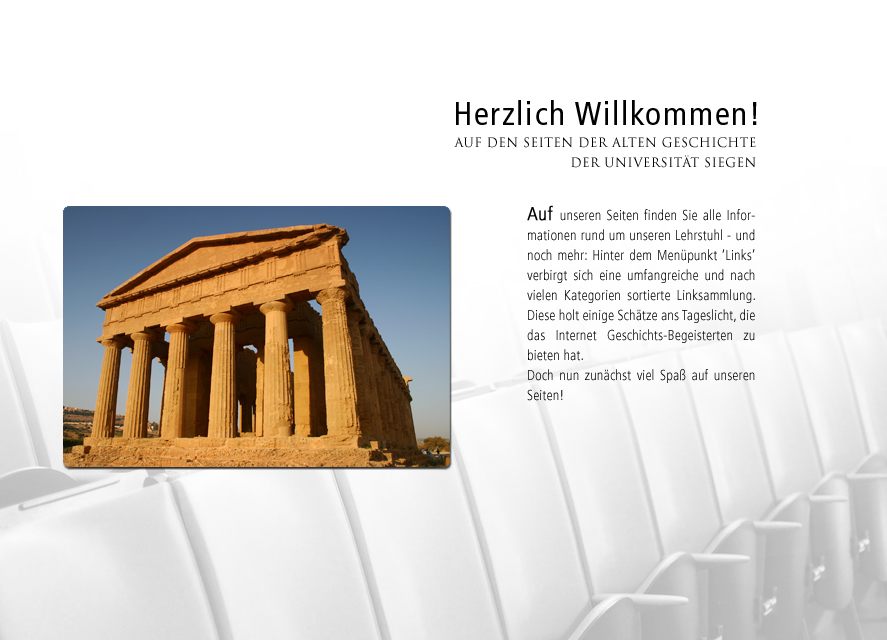 Herzlich Willkommen!
AUF DEN SEITEN DER ALTEN GESCHICHTE
DER UNIVERSITÄT SIEGEN
Auf unseren Seiten finden Sie alle Infor-
mationen rund um unseren Lehrstuhl - und
noch mehr: Hinter dem Menüpunkt 'Links'
verbirgt sich eine umfangreiche und nach
vielen Kategorien sortierte Linksammlung.
Diese holt einige Schätze ans Tageslicht, die
das Internet Geschichts-Begeisterten zu
bieten hat.
Doch nun zunächst viel Spaß auf unseren
Seiten!